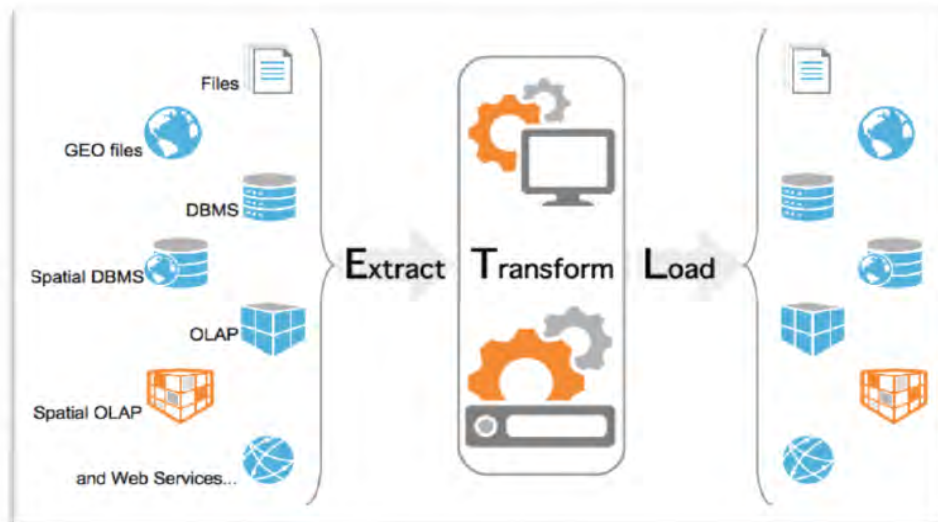 Files
GEO files
DBMS
Spatial DBMS
OLAP
Spatial OLAP
and Web Services...
Extract
Transform
Load